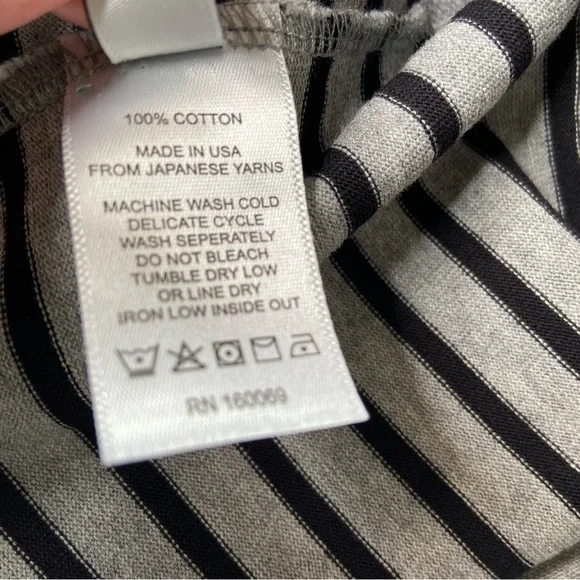 100% COTTON
MADE IN USA
FROM JAPANESE YARNS
MACHINE WASH COLD
DELICATE CYCLE
WASH SEPERATELY
DO NOT BLEACH
TUMBLE DRY LOW
OR LINE DRY
IRON LOW INSIDE OUT
RN 160069